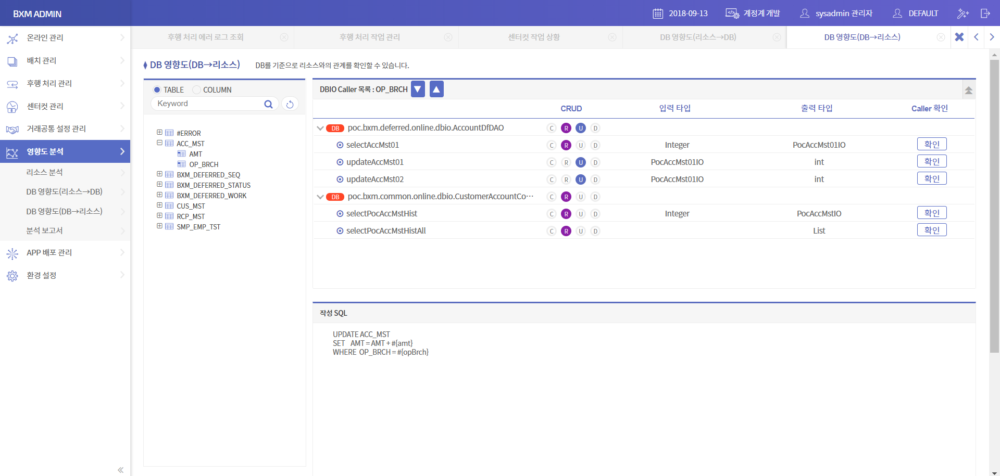 BXM ADMIN
2018-09-13
계정계 개발
sysadmin 관리자
DEFAULT
온라인 관리
배치 관리
후행 처리 관리
센터컷 관리
거래공통 설정 관리
영향도 분석
리소스 분석
DB 영향도(리소스→DB)
DB 영향도(DB→리소스)
분석 보고서
APP 배포 관리
환경 설정
후행 처리 에러 로그 조회
후행 처리 작업 관리
센터컷 작업 상황
DB 영향도(리소스→DB)
DB 영향도(DB→리소스)
DB 영향도(DB→리소스) DB를 기준으로 리소스와의 관계를 확인할 수 있습니다.
TABLE COLUMN
Keyword
#ERROR
ACC_MST
AMT
OP_BRCH
BXM_DEFERRED_SEQ
BXM_DEFERRED_STATUS
BXM_DEFERRED_WORK
CUS_MST
RCP_MST
SMP_EMP_TST
DBIO Caller 목록 : OP_BRCH ▼ ▲
CRUD 입력 타입 출력 타입 Caller 확인
DB poc.bxm.deferred.online.dbio.AccountDfDAO C R U D
selectAccMst01 C R U D Integer PocAccMst01IO 확인
updateAccMst01 C R U D PocAccMst01IO int 확인
updateAccMst02 C R U D PocAccMst01IO int 확인
DB poc.bxm.common.online.dbio.CustomerAccountCo··· C R U D
selectPocAccMstHist C R U D Integer PocAccMstIO 확인
selectPocAccMstHistAll C R U D List 확인
작성 SQL
UPDATE ACC_MST
SET AMT = AMT + #{amt}
WHERE OP_BRCH = #{opBrch}